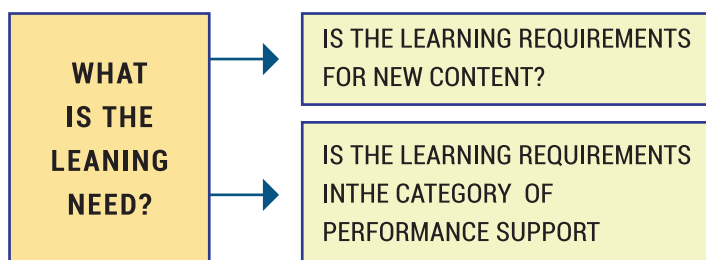 WHAT
IS THE
LEANING
NEED?
IS THE LEARNING REQUIREMENTS
FOR NEW CONTENT?
IS THE LEARNING REQUIREMENTS
INTHE CATEGORY OF
PERFORMANCE SUPPORT